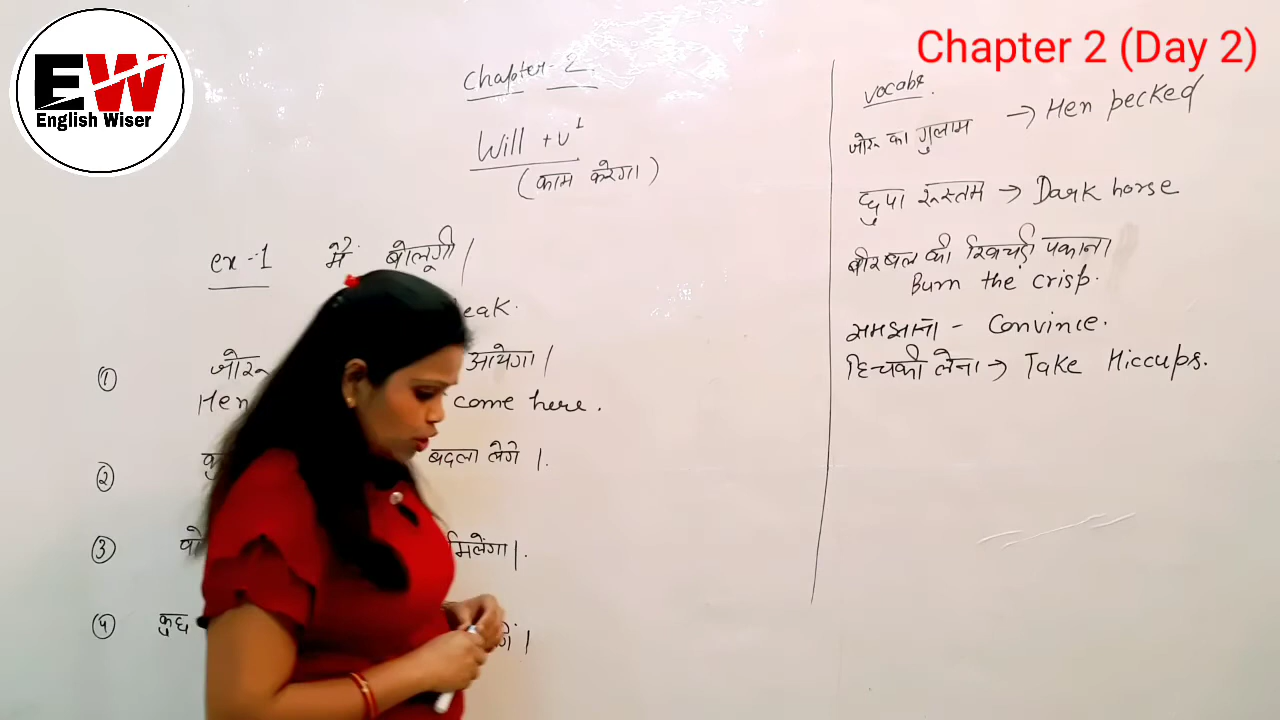 EW
English Wiser
Chapter 2 (Day 2)
Chapter - 2.
Will + v¹
(काम करेगा)
ex -1 मैं बोलूगी|
eak.
① जोरू आयेगा|
Hen come here.
② बदला लेगे |.
③ मिलेंगा|.
④ कुछ
vocabs.
जोरू का गुलाम → Hen pecked
छुपा रूस्तम → Dark horse
बीरबल की खिचड़ी पकाना
Burn the crisp.
समझाना - Convince.
हिचकी लेना → Take Hiccups.